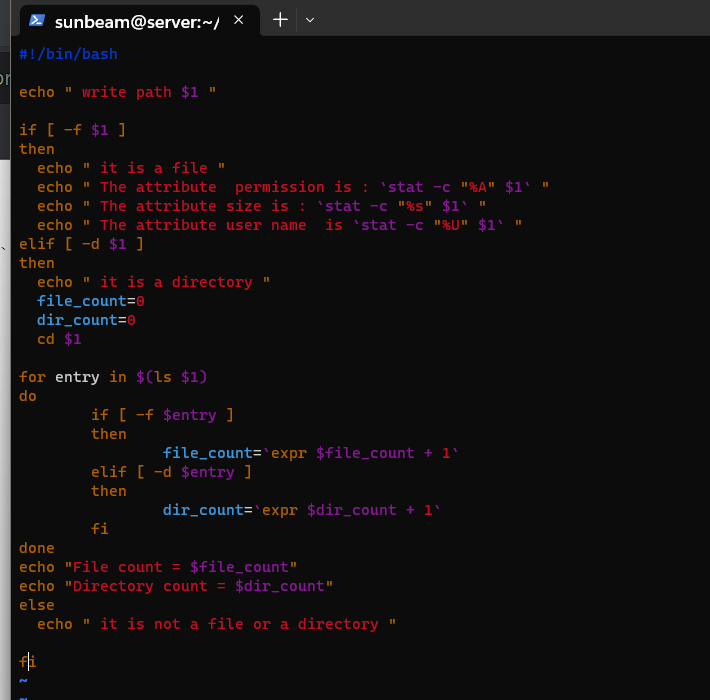 sunbeam@server:~/
#!/bin/bash
echo " write path $1 "
if [ -f $1 ]
then
  echo " it is a file "
  echo " The attribute  permission is : `stat -c "%A" $1` "
  echo " The attribute size is : `stat -c "%s" $1` "
  echo " The attribute user name  is `stat -c "%U" $1` "
elif [ -d $1 ]
then
  echo " it is a directory "
  file_count=0
  dir_count=0
  cd $1
for entry in $(ls $1)
do
        if [ -f $entry ]
        then
                file_count=`expr $file_count + 1`
        elif [ -d $entry ]
        then
                dir_count=`expr $dir_count + 1`
        fi
done
echo "File count = $file_count"
echo "Directory count = $dir_count"
else
  echo " it is not a file or a directory "
fi
~
~